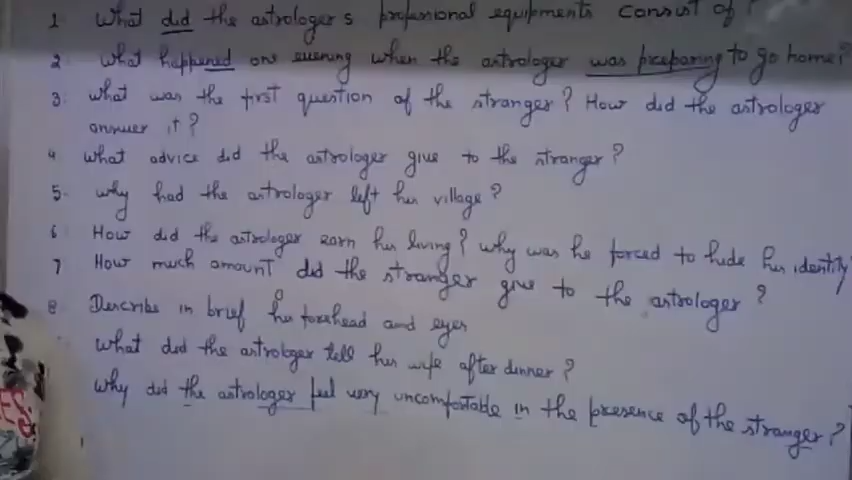 1 What did the astrologer s professional equipments consist of?
2. What happened one evening when the astrologer was preparing to go home?
3. What was the first question of the stranger? How did the astrologer
answer it?
4. What advice did the astrologer give to the stranger?
5. Why had the astrologer left his village?
6 How did the astrologer earn his living? Why was he forced to hide his identity
7 How much amount did the stranger give to the astrologer?
8 Describe in brief his forehead and eyes
What did the astrologer tell his wife after dinner?
Why did the astrologer feel very uncomfortable in the presence of the stranger?
ES